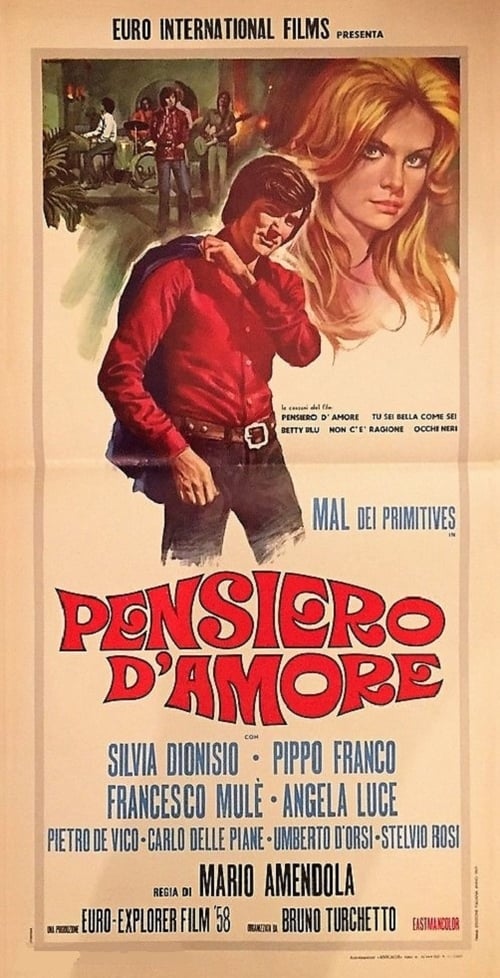 EURO INTERNATIONAL FILMS PRESENTA
le canzoni del film
PENSIERO D'AMORE TU SEI BELLA COME SEI
BETTY BLU NON C'E' RAGIONE OCCHI NERI
MAL DEI PRIMITIVES
IN
PENSIERO
D'AMORE
CON
SILVIA DIONISIO • PIPPO FRANCO
FRANCESCO MULÈ • ANGELA LUCE
PIETRO DE VICO • CARLO DELLE PIANE • UMBERTO D'ORSI • STELVIO ROSI
REGIA DI MARIO AMENDOLA
UNA PRODUZIONE EURO-EXPLORER FILM '58 ORGANIZZATA DA BRUNO TURCHETTO EASTMANCOLOR